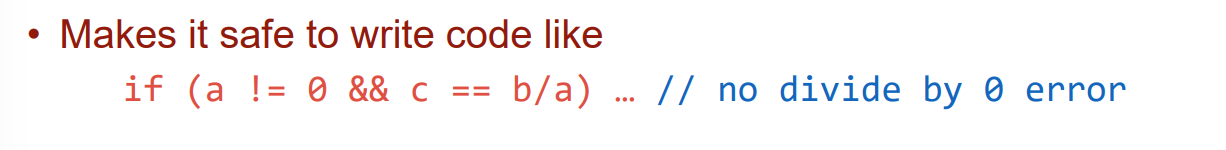 • Makes it safe to write code like
if (a != 0 && c == b/a) … // no divide by 0 error